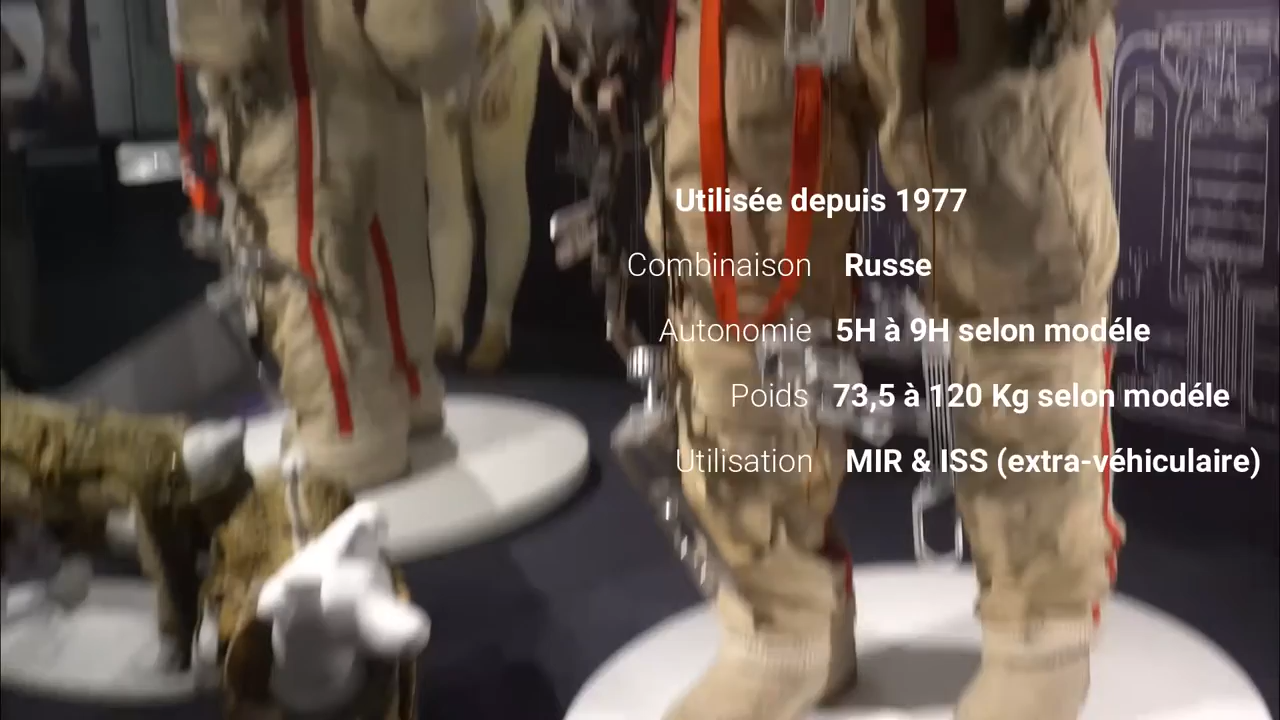 Utilisée depuis 1977
Combinaison Russe
Autonomie 5H à 9H selon modéle
Poids 73,5 à 120 Kg selon modéle
Utilisation MIR & ISS (extra-véhiculaire)